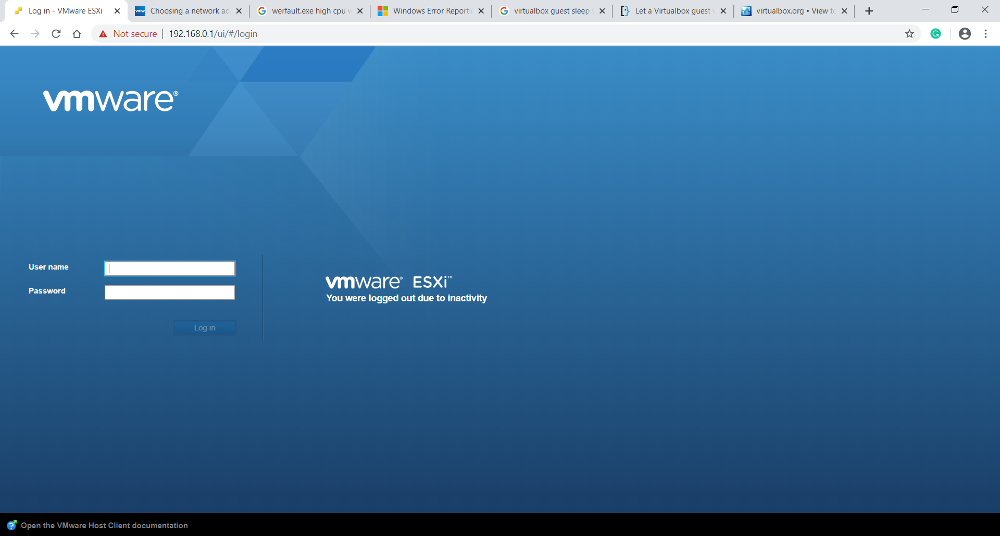 Log in - VMware ESXi
vmw
Choosing a network ad
werfault.exe high cpu w
Windows Error Reporti
virtualbox guest sleep
Let a Virtualbox guest
virtualbox.org • View to
Not secure | 192.168.0.1/ui/#/login
vmware®
User name
Password
Log in
vmware® ESXi™
You were logged out due to inactivity
Open the VMware Host Client documentation